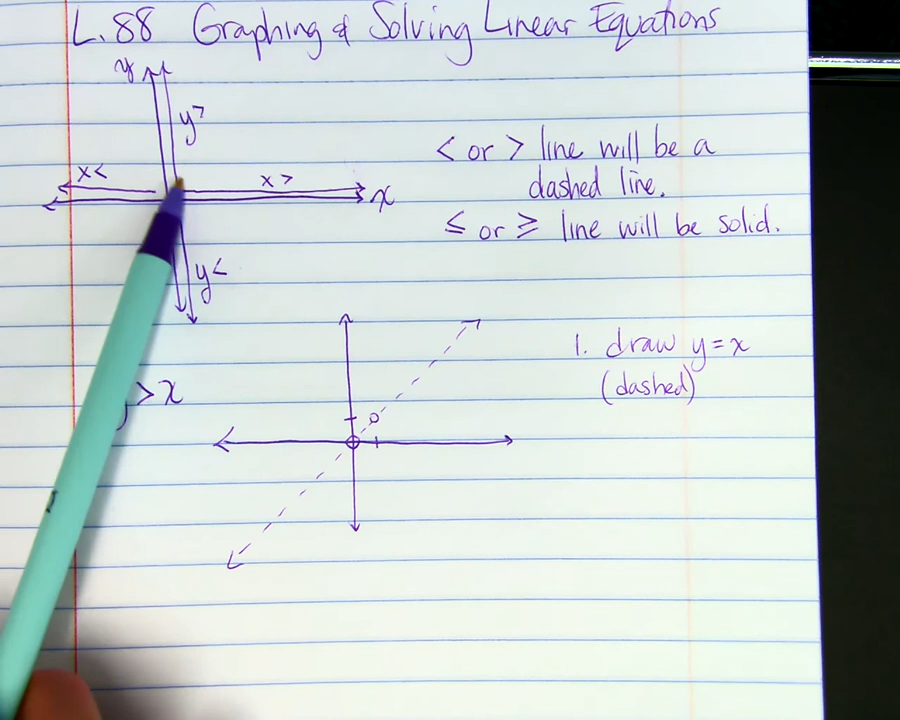 L.88 Graphing & Solving Linear Equations
y
y>
x<
x>
x
y<
< or > line will be a
dashed line.
≤ or ≥ line will be solid.
1. draw y=x
(dashed)
>x